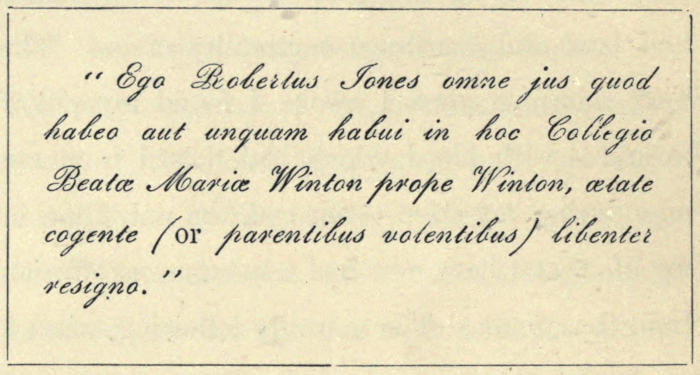 “ Ego Robertus Jones omne jus quod
habeo aut unquam habui in hoc Collegio
Beatæ Mariæ Winton prope Winton, ætate
cogente (or parentibus volentibus) libenter
resigno.”